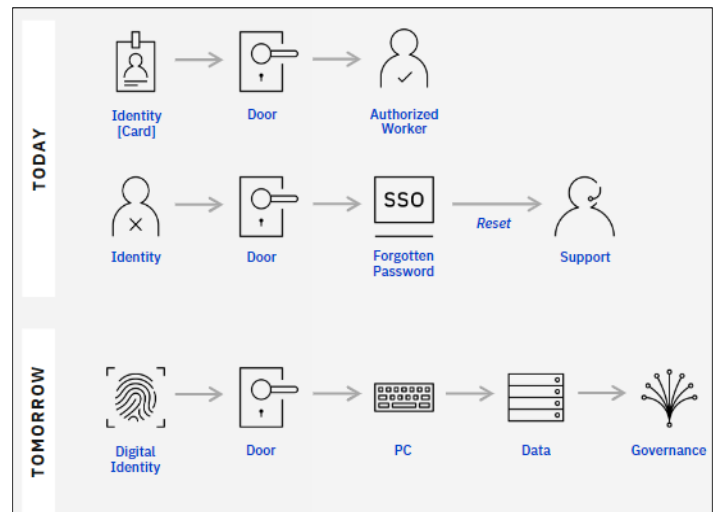 TODAY
Identity
[Card]
Door
Authorized
Worker
Identity
Door
SSO
Forgotten
Password
Reset
Support
TOMORROW
Digital
Identity
Door
PC
Data
Governance